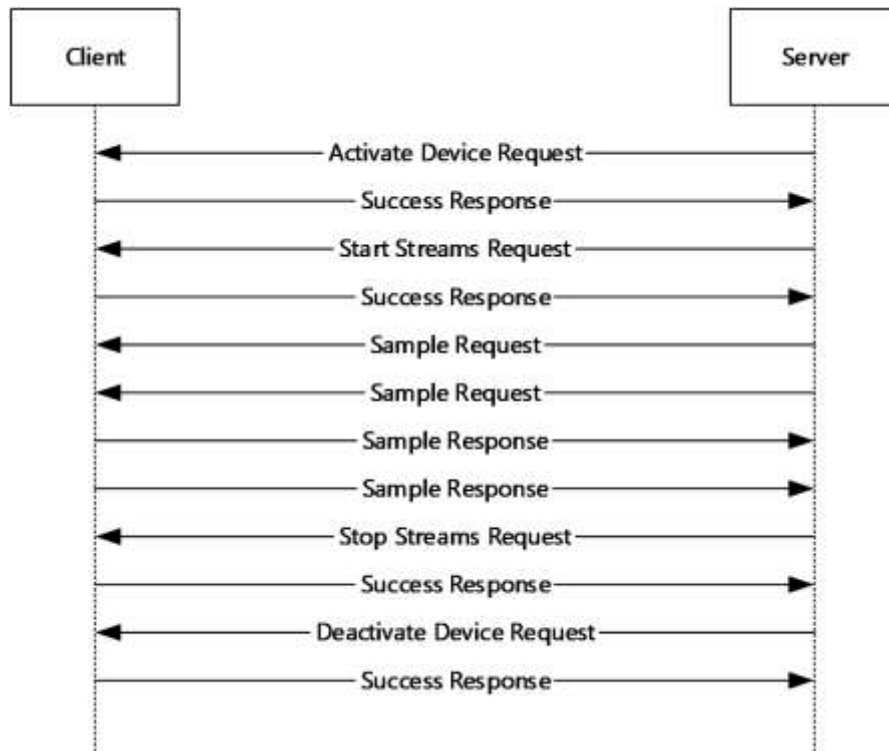 Client
Server
Activate Device Request
Success Response
Start Streams Request
Success Response
Sample Request
Sample Request
Sample Response
Sample Response
Stop Streams Request
Success Response
Deactivate Device Request
Success Response